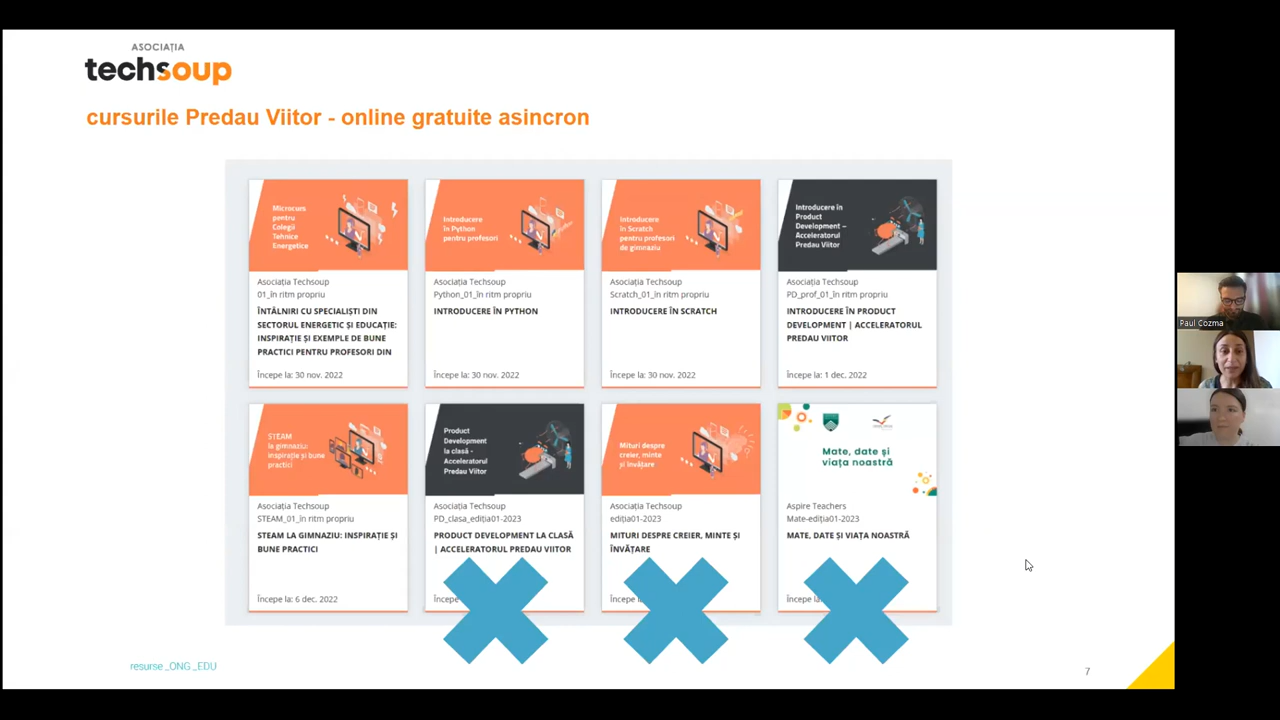 ASOCIAȚIA
techsoup
cursurile Predau Viitor - online gratuite asincron
Microcurs
pentru
Colegii
Tehnice
Energetice
Asociația Techsoup
01_în ritm propriu
ÎNTÂLNIRI CU SPECIALIȘTI DIN
SECTORUL ENERGETIC ȘI EDUCAȚIE:
INSPIRAȚIE ȘI EXEMPLE DE BUNE
PRACTICI PENTRU PROFESORI DIN
Începe la: 30 nov. 2022
Introducere
în Python
pentru profesori
Asociația Techsoup
Python_01_în ritm propriu
INTRODUCERE ÎN PYTHON
Începe la: 30 nov. 2022
Introducere
în Scratch
pentru profesori
de gimnaziu
Asociația Techsoup
Scratch_01_în ritm propriu
INTRODUCERE ÎN SCRATCH
Începe la: 30 nov. 2022
Introducere în
Product
Development –
Acceleratorul
Predau Viitor
Asociația Techsoup
PD_prof_01_în ritm propriu
INTRODUCERE ÎN PRODUCT
DEVELOPMENT | ACCELERATORUL
PREDAU VIITOR
Începe la: 1 dec. 2022
STEAM
la gimnaziu:
inspirație și bune
practici
Asociația Techsoup
STEAM_01_în ritm propriu
STEAM LA GIMNAZIU: INSPIRAȚIE ȘI
BUNE PRACTICI
Începe la: 6 dec. 2022
Product
Development
la clasă -
Acceleratorul
Predau Viitor
Asociația Techsoup
PD_clasa_ediția01-2023
PRODUCT DEVELOPMENT LA CLASĂ
| ACCELERATORUL PREDAU VIITOR
Începe
Mituri despre
creier, minte
și învățare
Asociația Techsoup
ediția01-2023
MITURI DESPRE CREIER, MINTE ȘI
ÎNVĂȚARE
Începe
Mate, date și
viața noastră
Aspire Teachers
Mate-ediția01-2023
MATE, DATE ȘI VIAȚA NOASTRĂ
Începe
resurse_ONG_EDU
7
Paul Cozma